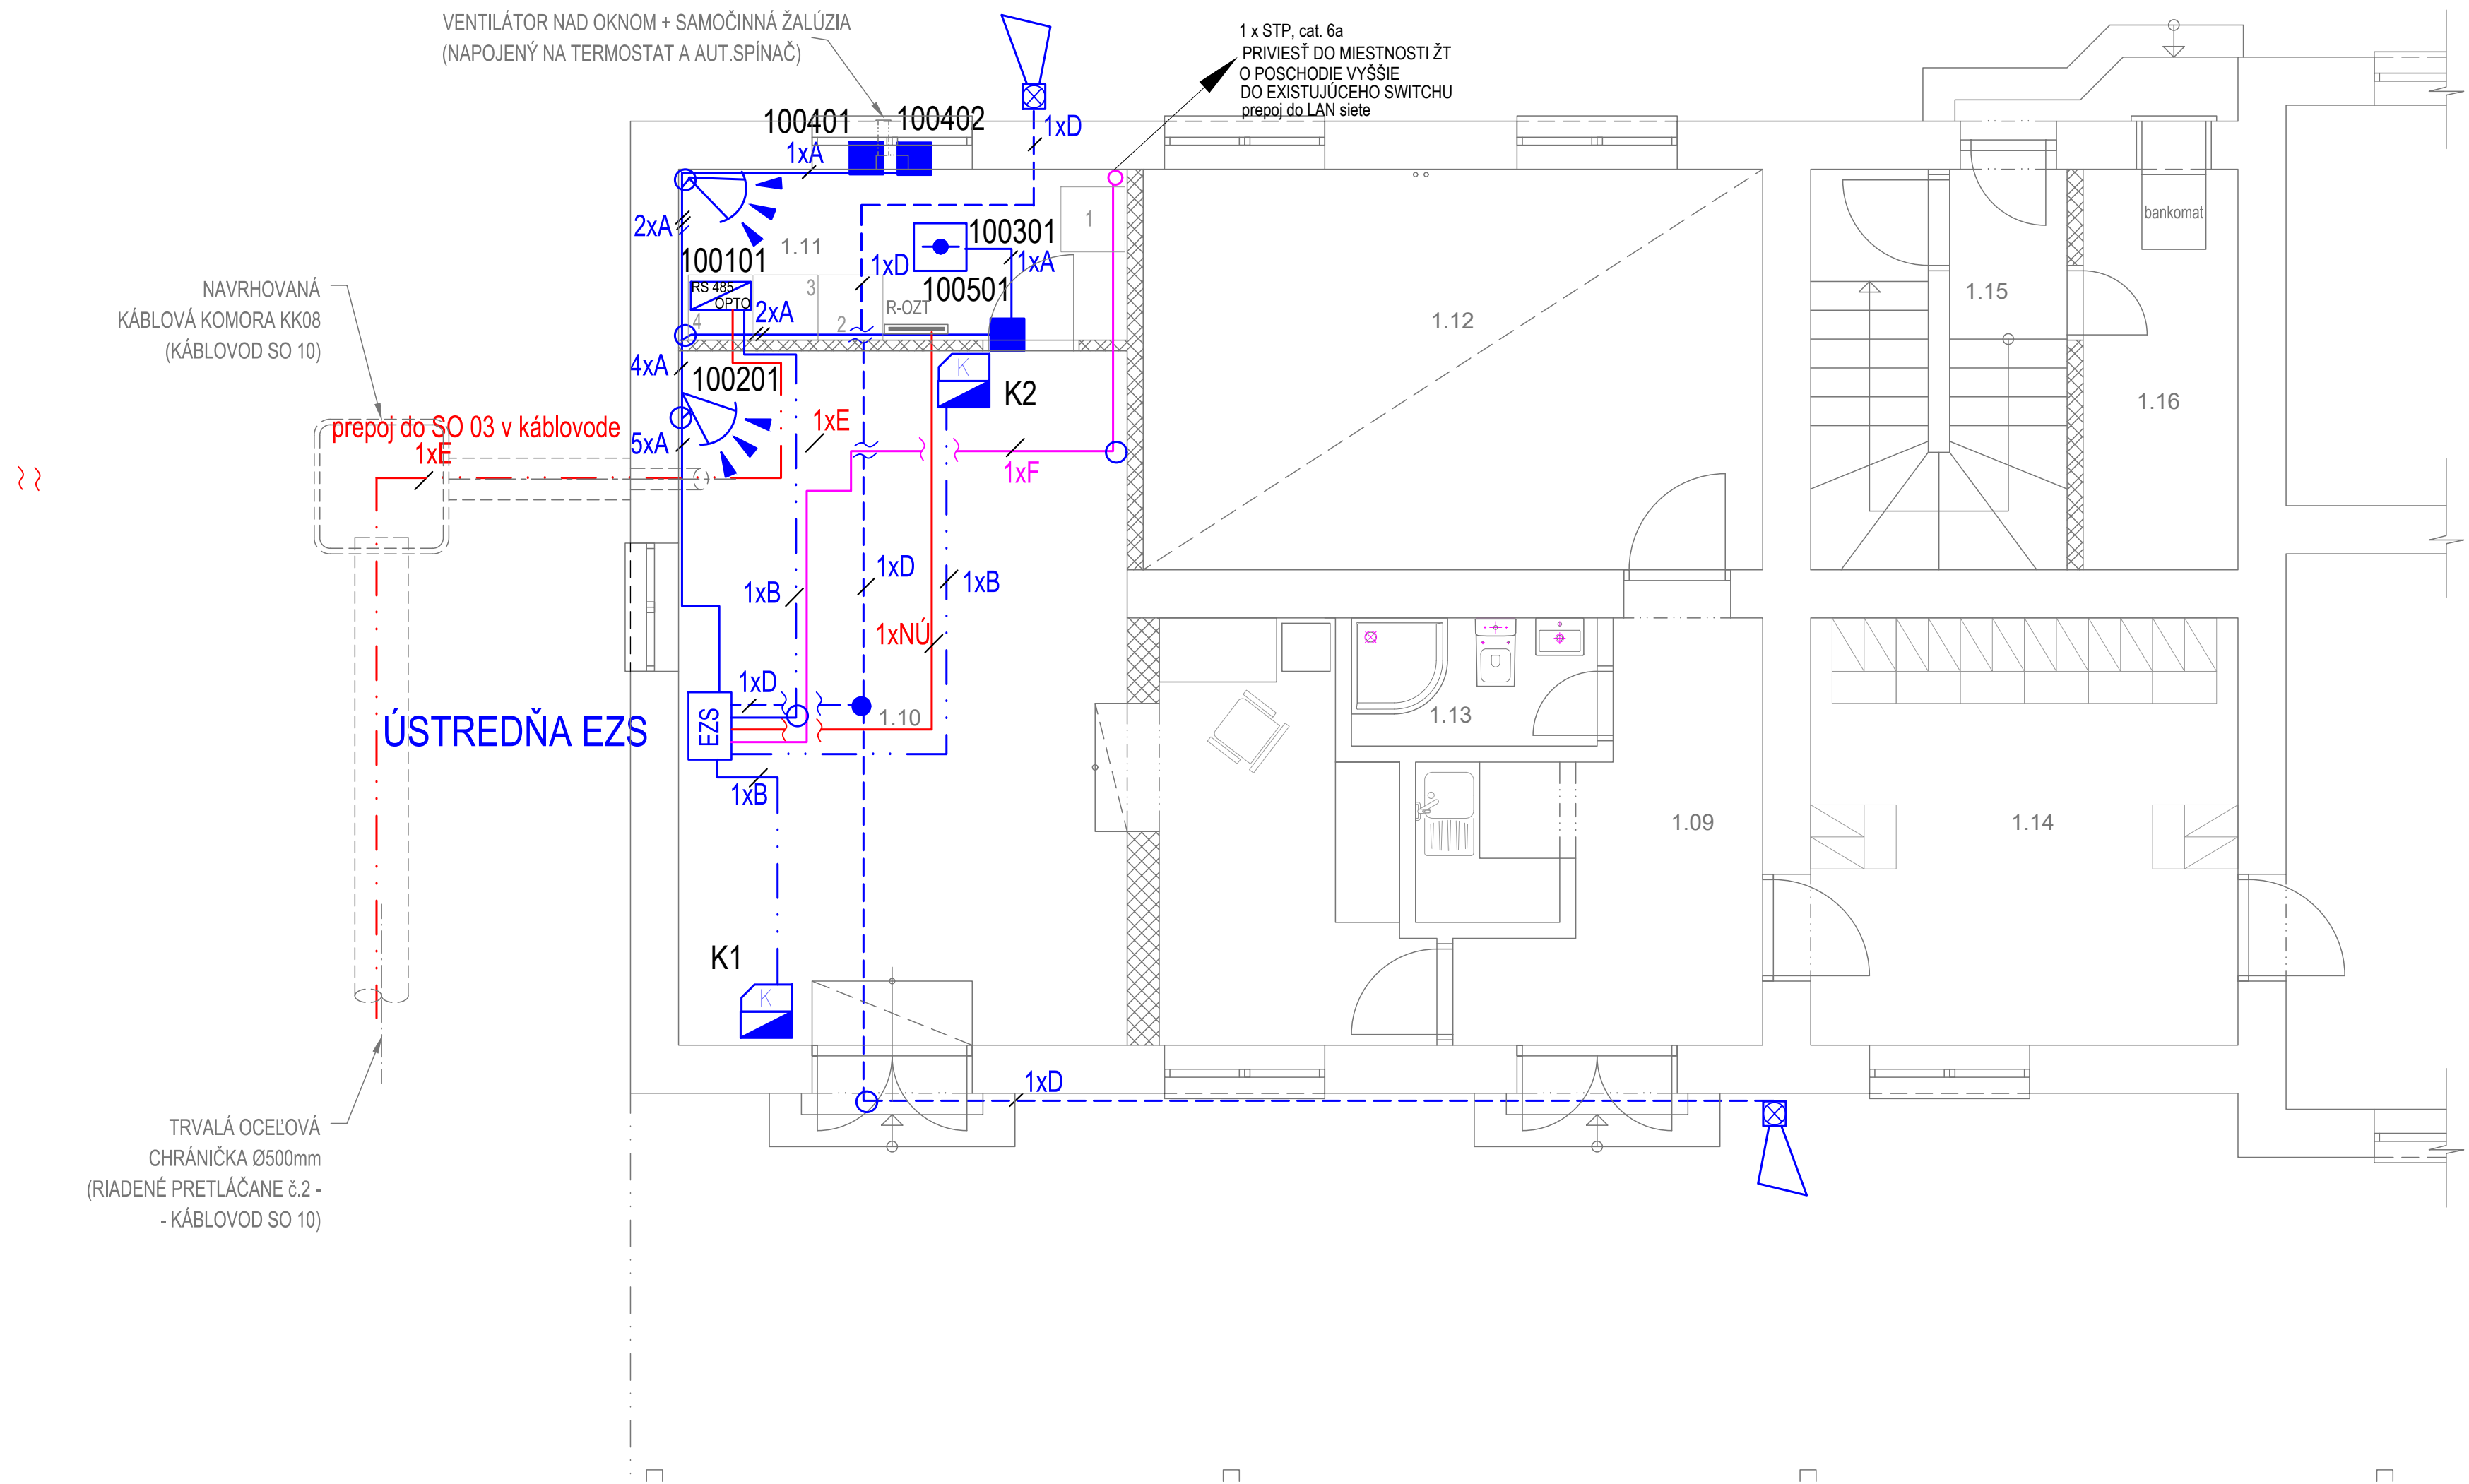 VENTILÁTOR NAD OKNOM + SAMOČINNÁ ŽALÚZIA
(NAPOJENÝ NA TERMOSTAT A AUT.SPÍNAČ)
1 x STP, cat. 6a
PRIVIESŤ DO MIESTNOSTI ŽT
O POSCHODIE VYŠŠIE
DO EXISTUJÚCEHO SWITCHU
prepoj do LAN siete
100401
100402
1xD
1xA
2xA
1.11
100301
1
bankomat
100101
1xD
1xA
RS 485
OPTO
3
100501
R-OZT
2xA
4
2
NAVRHOVANÁ
KÁBLOVÁ KOMORA KK08
(KÁBLOVOD SO 10)
1.12
1.15
4xA
100201
K
K2
1.16
prepoj do SO 03 v káblovode
1xE
1xE
5xA
1xF
1xB
1xD
1xB
1xNÚ
1xD
ÚSTREDŇA EZS
EZS
1.10
1.13
1xB
1.09
1.14
K1
K
1xD
TRVALÁ OCEĽOVÁ
CHRÁNIČKA Ø500mm
(RIADENÉ PRETLÁČANE č.2 -
- KÁBLOVOD SO 10)